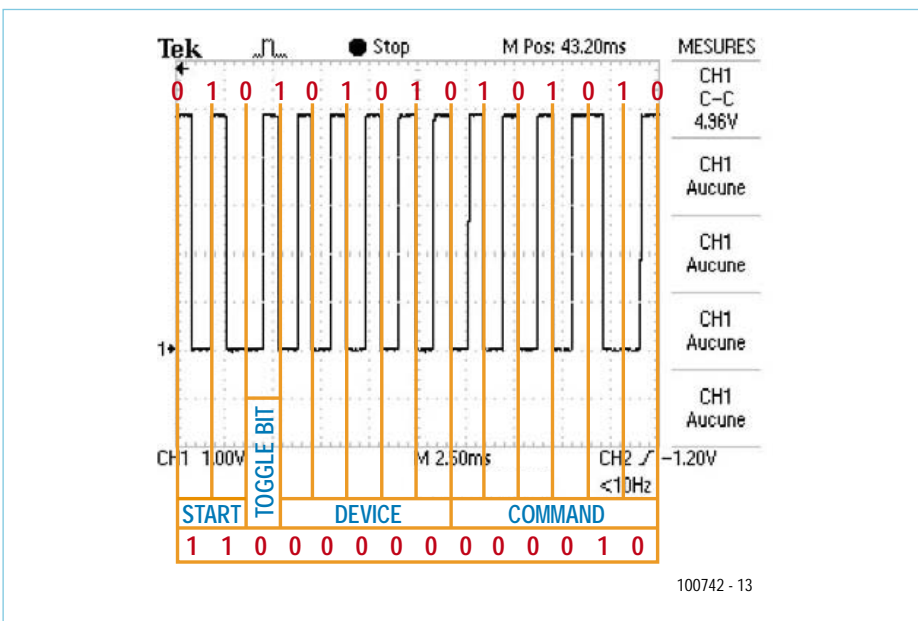 Tek Stop M Pos: 43.20ms MESURES
0 1 0 1 0 1 0 1 0 1 0 1 0 1 0
CH1
C-C
4.96V
CH1
Aucune
CH1
Aucune
CH1
Aucune
CH1
Aucune
1
CH1 1.00V M 2.50ms CH2 -1.20V
<10Hz
TOGGLE BIT
START DEVICE COMMAND
1 1 0 0 0 0 0 0 0 0 0 0 1 0
100742 - 13